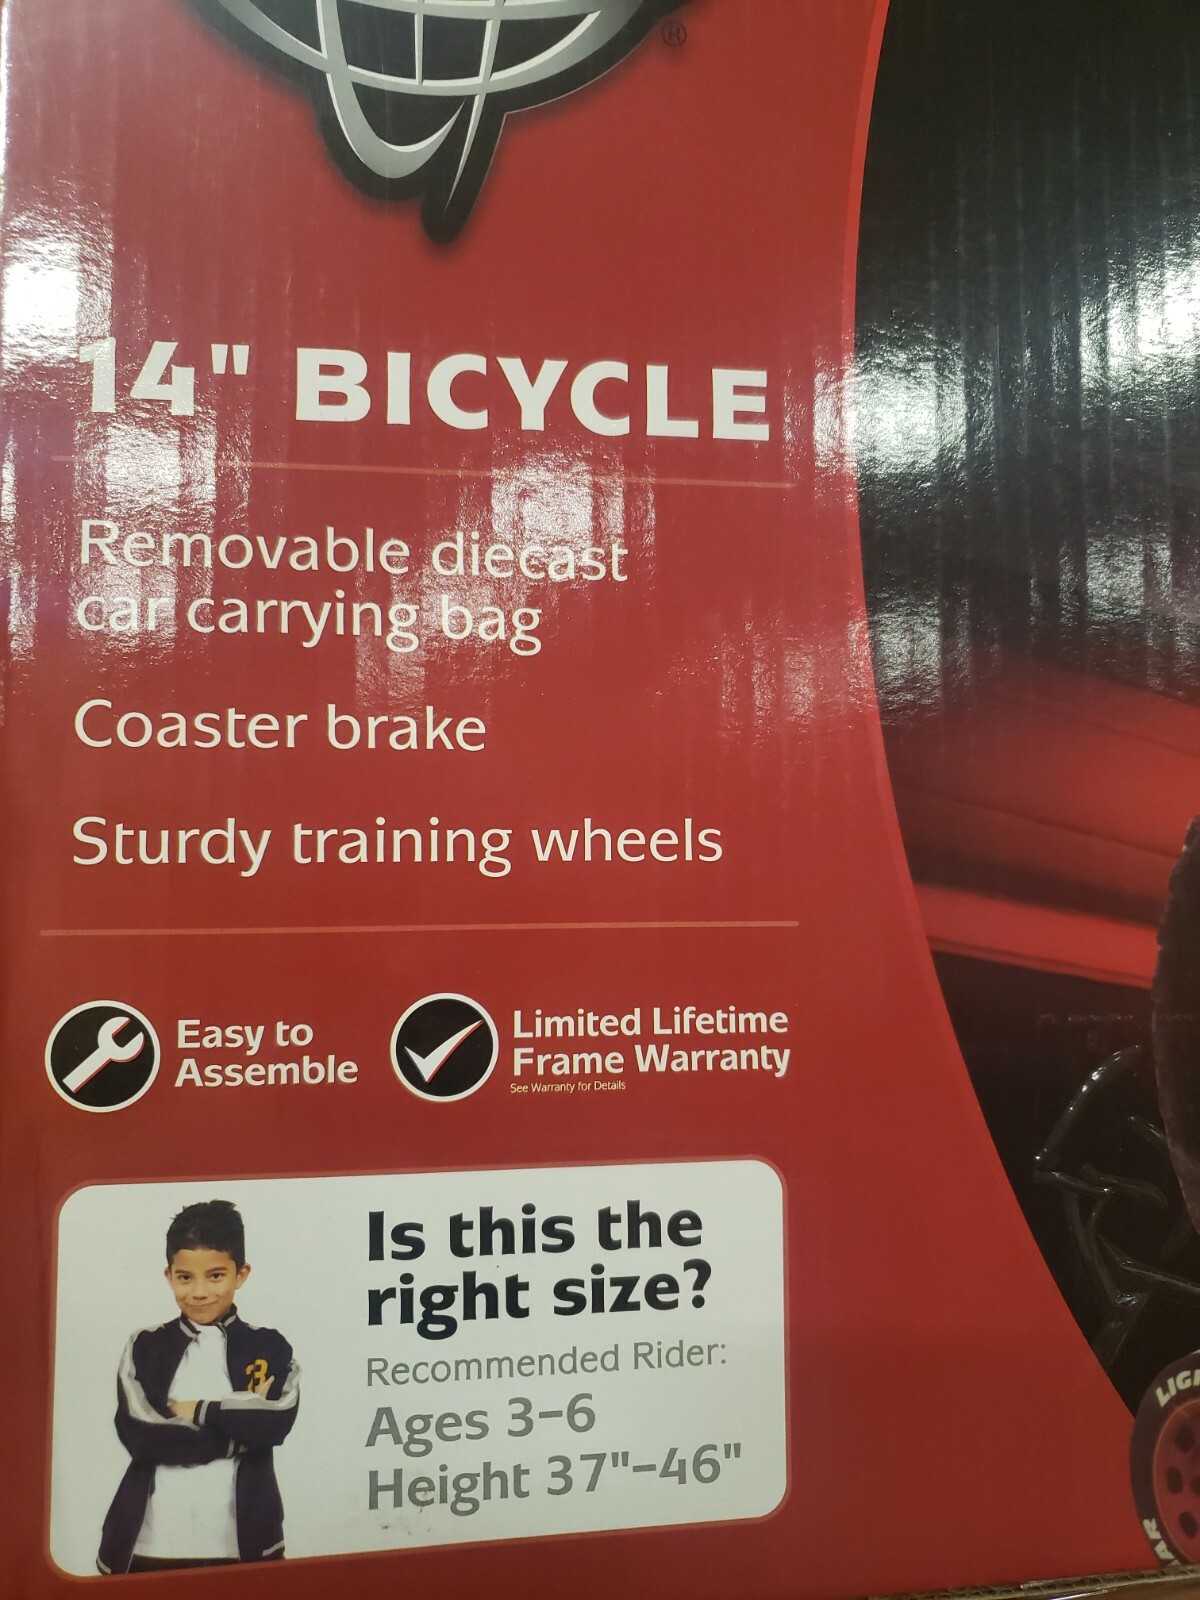 ®
14" BICYCLE
Removable diecast
car carrying bag
Coaster brake
Sturdy training wheels
Easy to
Assemble
Limited Lifetime
Frame Warranty
See Warranty for Details
Is this the
right size?
Recommended Rider:
Ages 3-6
Height 37"-46"
3